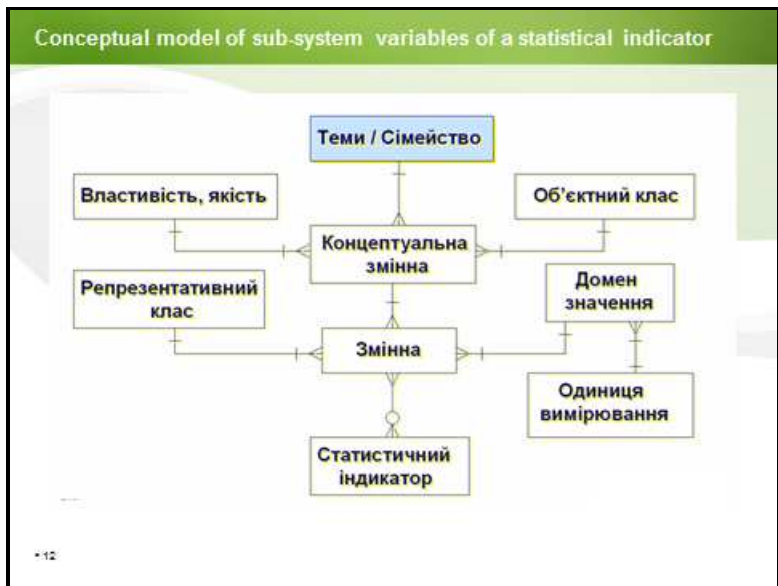 Conceptual model of sub-system variables of a statistical indicator
Теми / Сімейство
Властивість, якість
Об'єктний клас
Концептуальна
змінна
Репрезентативний
клас
Домен
значення
Змінна
Одиниця
вимірювання
Статистичний
індикатор
12